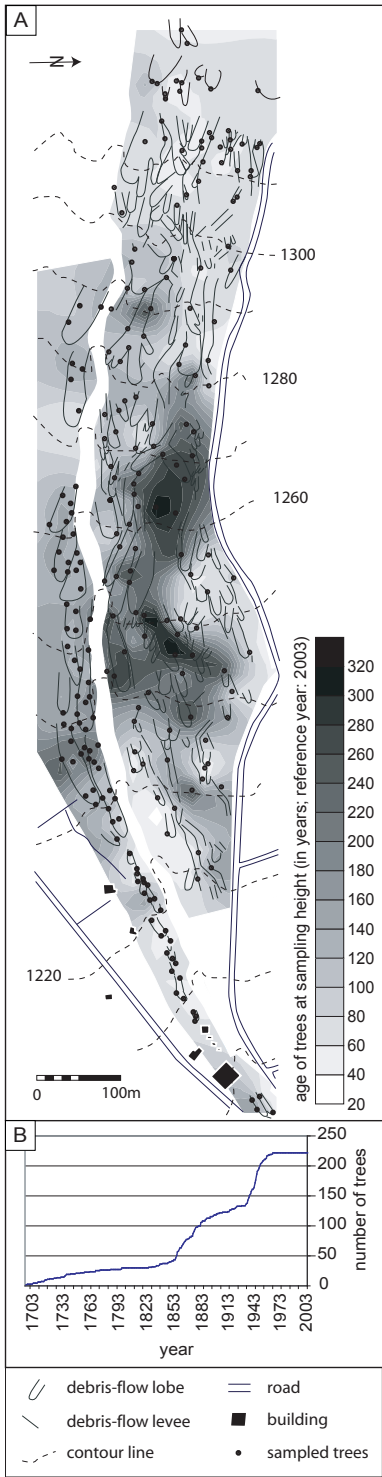 A
N
1300
1280
1260
1220
age of trees at sampling height (in years; reference year: 2003)
320
300
280
260
240
220
200
180
160
140
120
100
80
60
40
20
0 100m
B
250
200
150
100
50
0
number of trees
1703 1733 1763 1793 1823 1853 1883 1913 1943 1973 2003
year
debris-flow lobe road
debris-flow levee building
contour line sampled trees